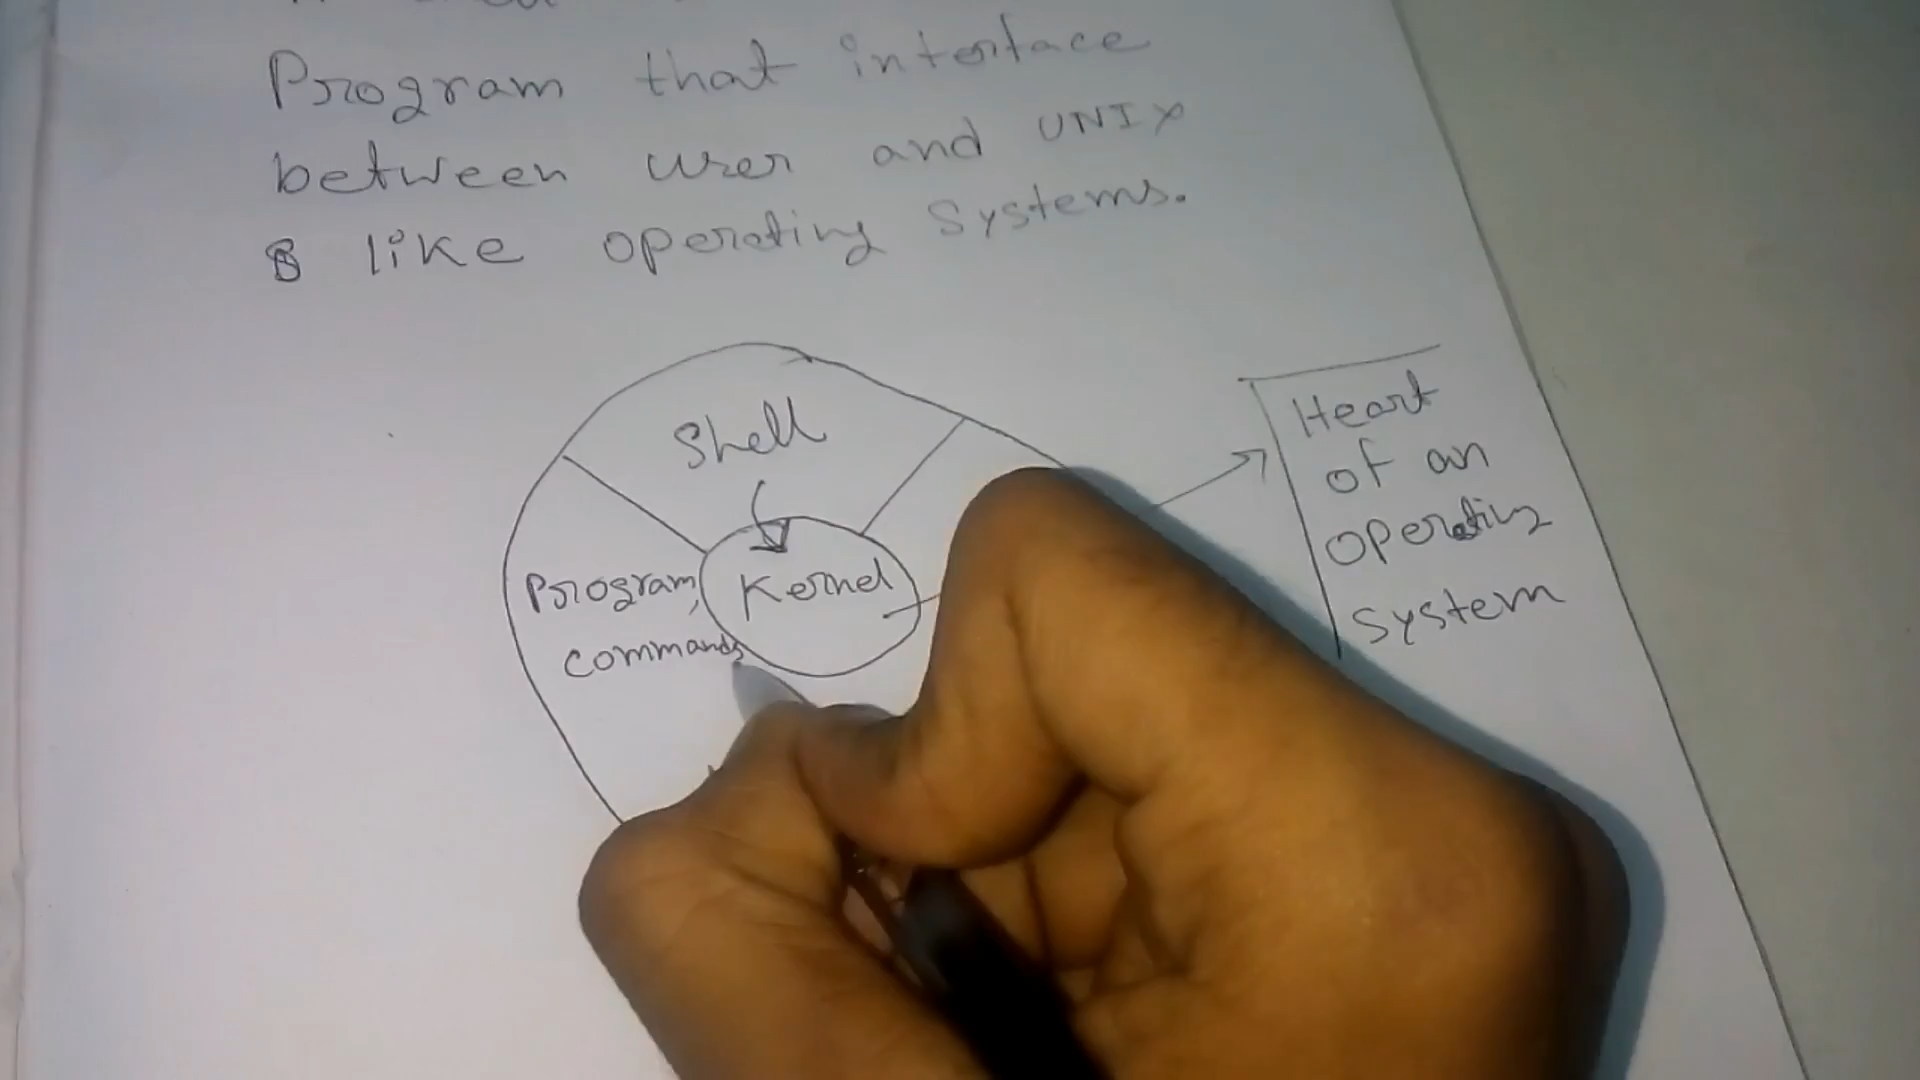 Program that interface
between user and UNIX
like operating Systems.
Shell
Kernel
Program,
commands
Heart
of an
operating
system